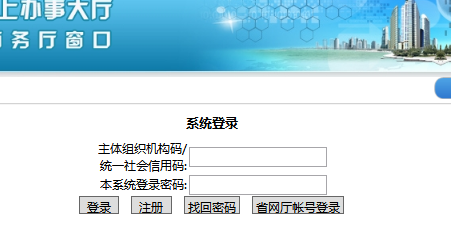 上办事大厅
商务厅窗口
系统登录
主体组织机构码/
统一社会信用码:
本系统登录密码:
登录 注册 找回密码 省网厅帐号登录